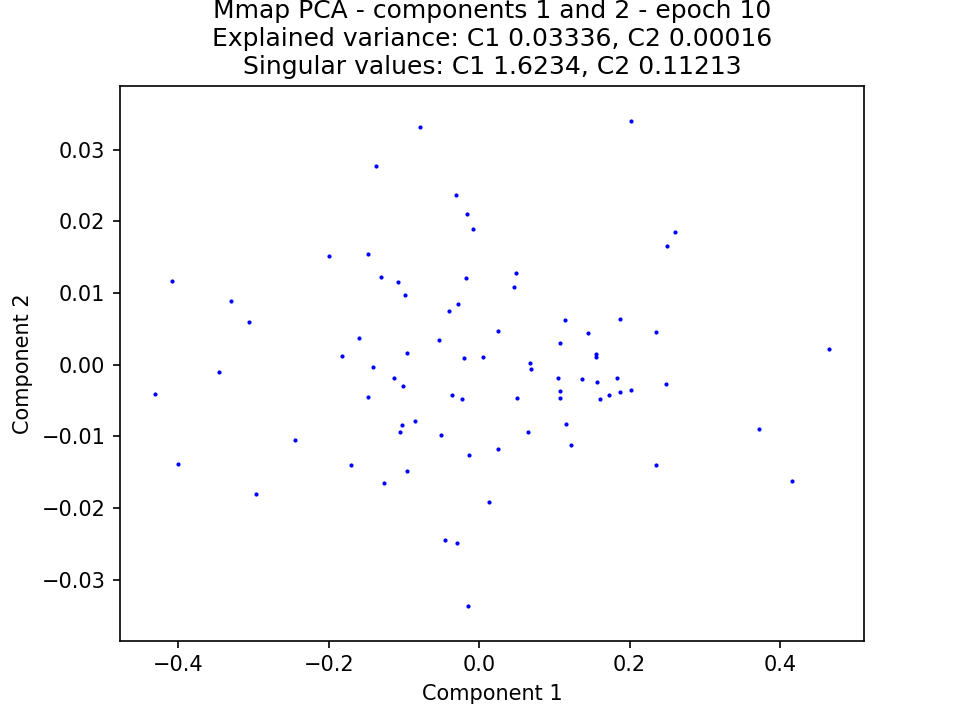 Mmap PCA - components 1 and 2 - epoch 10
Explained variance: C1 0.03336, C2 0.00016
Singular values: C1 1.6234, C2 0.11213
0.03
0.02
0.01
0.00
−0.01
−0.02
−0.03
Component 2
−0.4
−0.2
0.0
0.2
0.4
Component 1